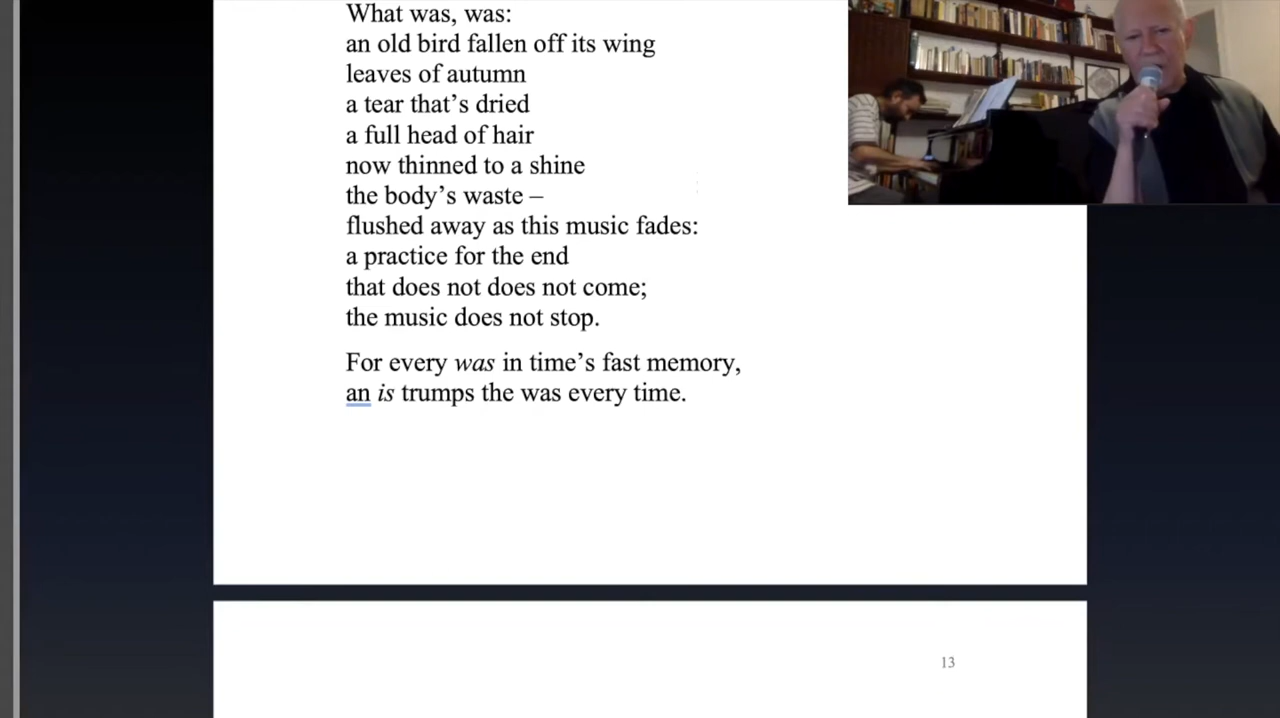 What was, was:
an old bird fallen off its wing
leaves of autumn
a tear that’s dried
a full head of hair
now thinned to a shine
the body’s waste –
flushed away as this music fades:
a practice for the end
that does not does not come;
the music does not stop.
For every was in time’s fast memory,
an is trumps the was every time.
13